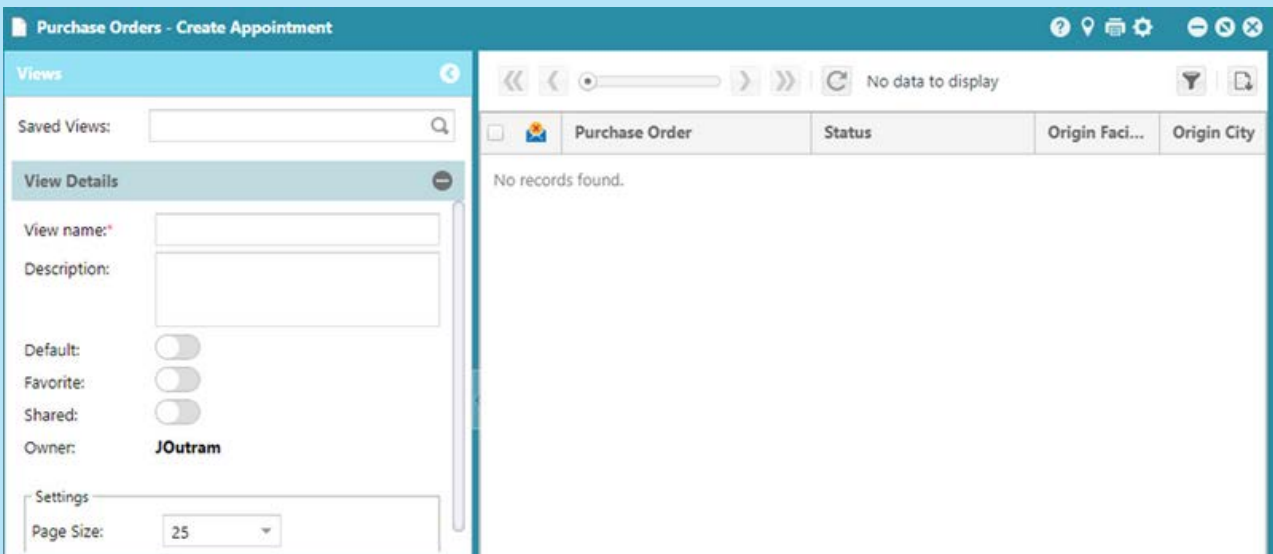 Purchase Orders - Create Appointment
Views
Saved Views:
View Details
View name:*
Description:
Default:
Favorite:
Shared:
Owner: JOutram
Settings
Page Size: 25
No data to display
Purchase Order Status Origin Faci... Origin City
No records found.